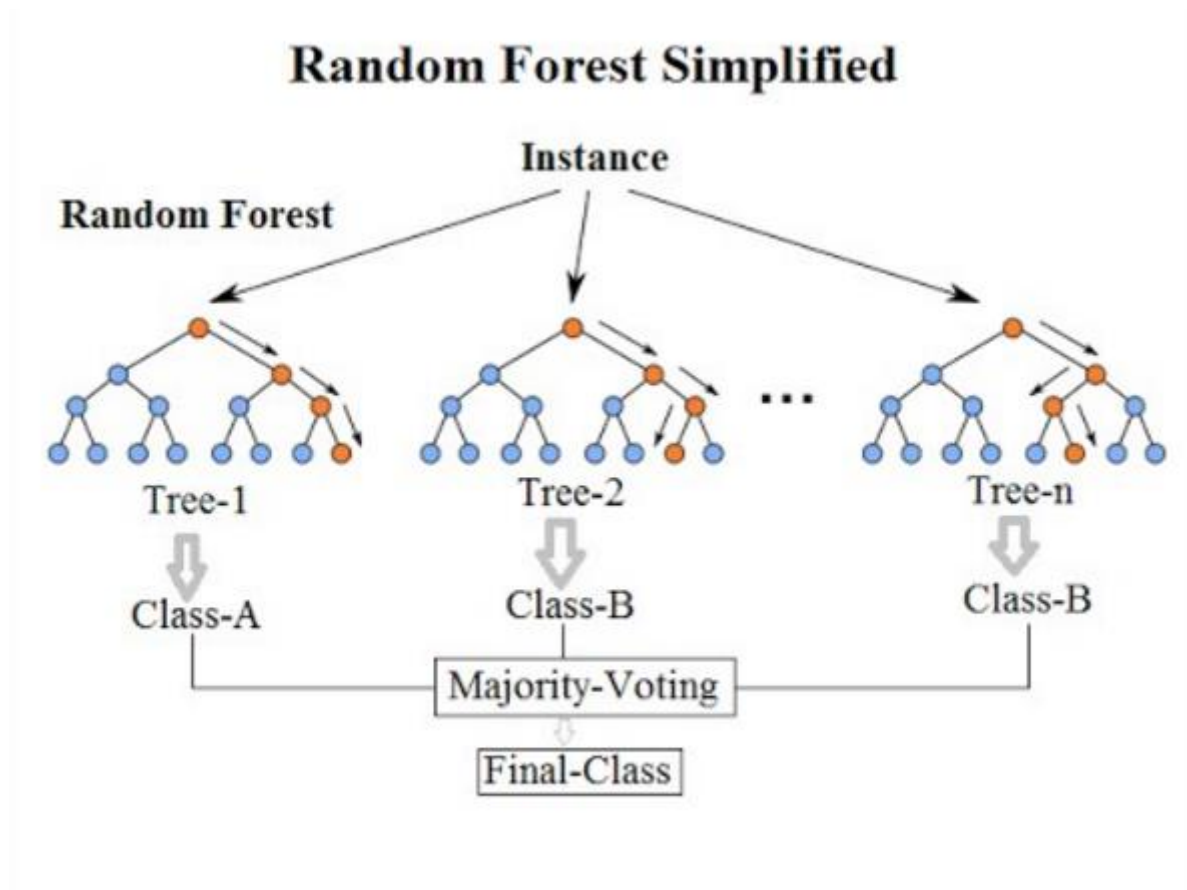 Random Forest Simplified
Instance
Random Forest
...
Tree-1
Tree-2
Tree-n
Class-A
Class-B
Class-B
Majority-Voting
Final-Class